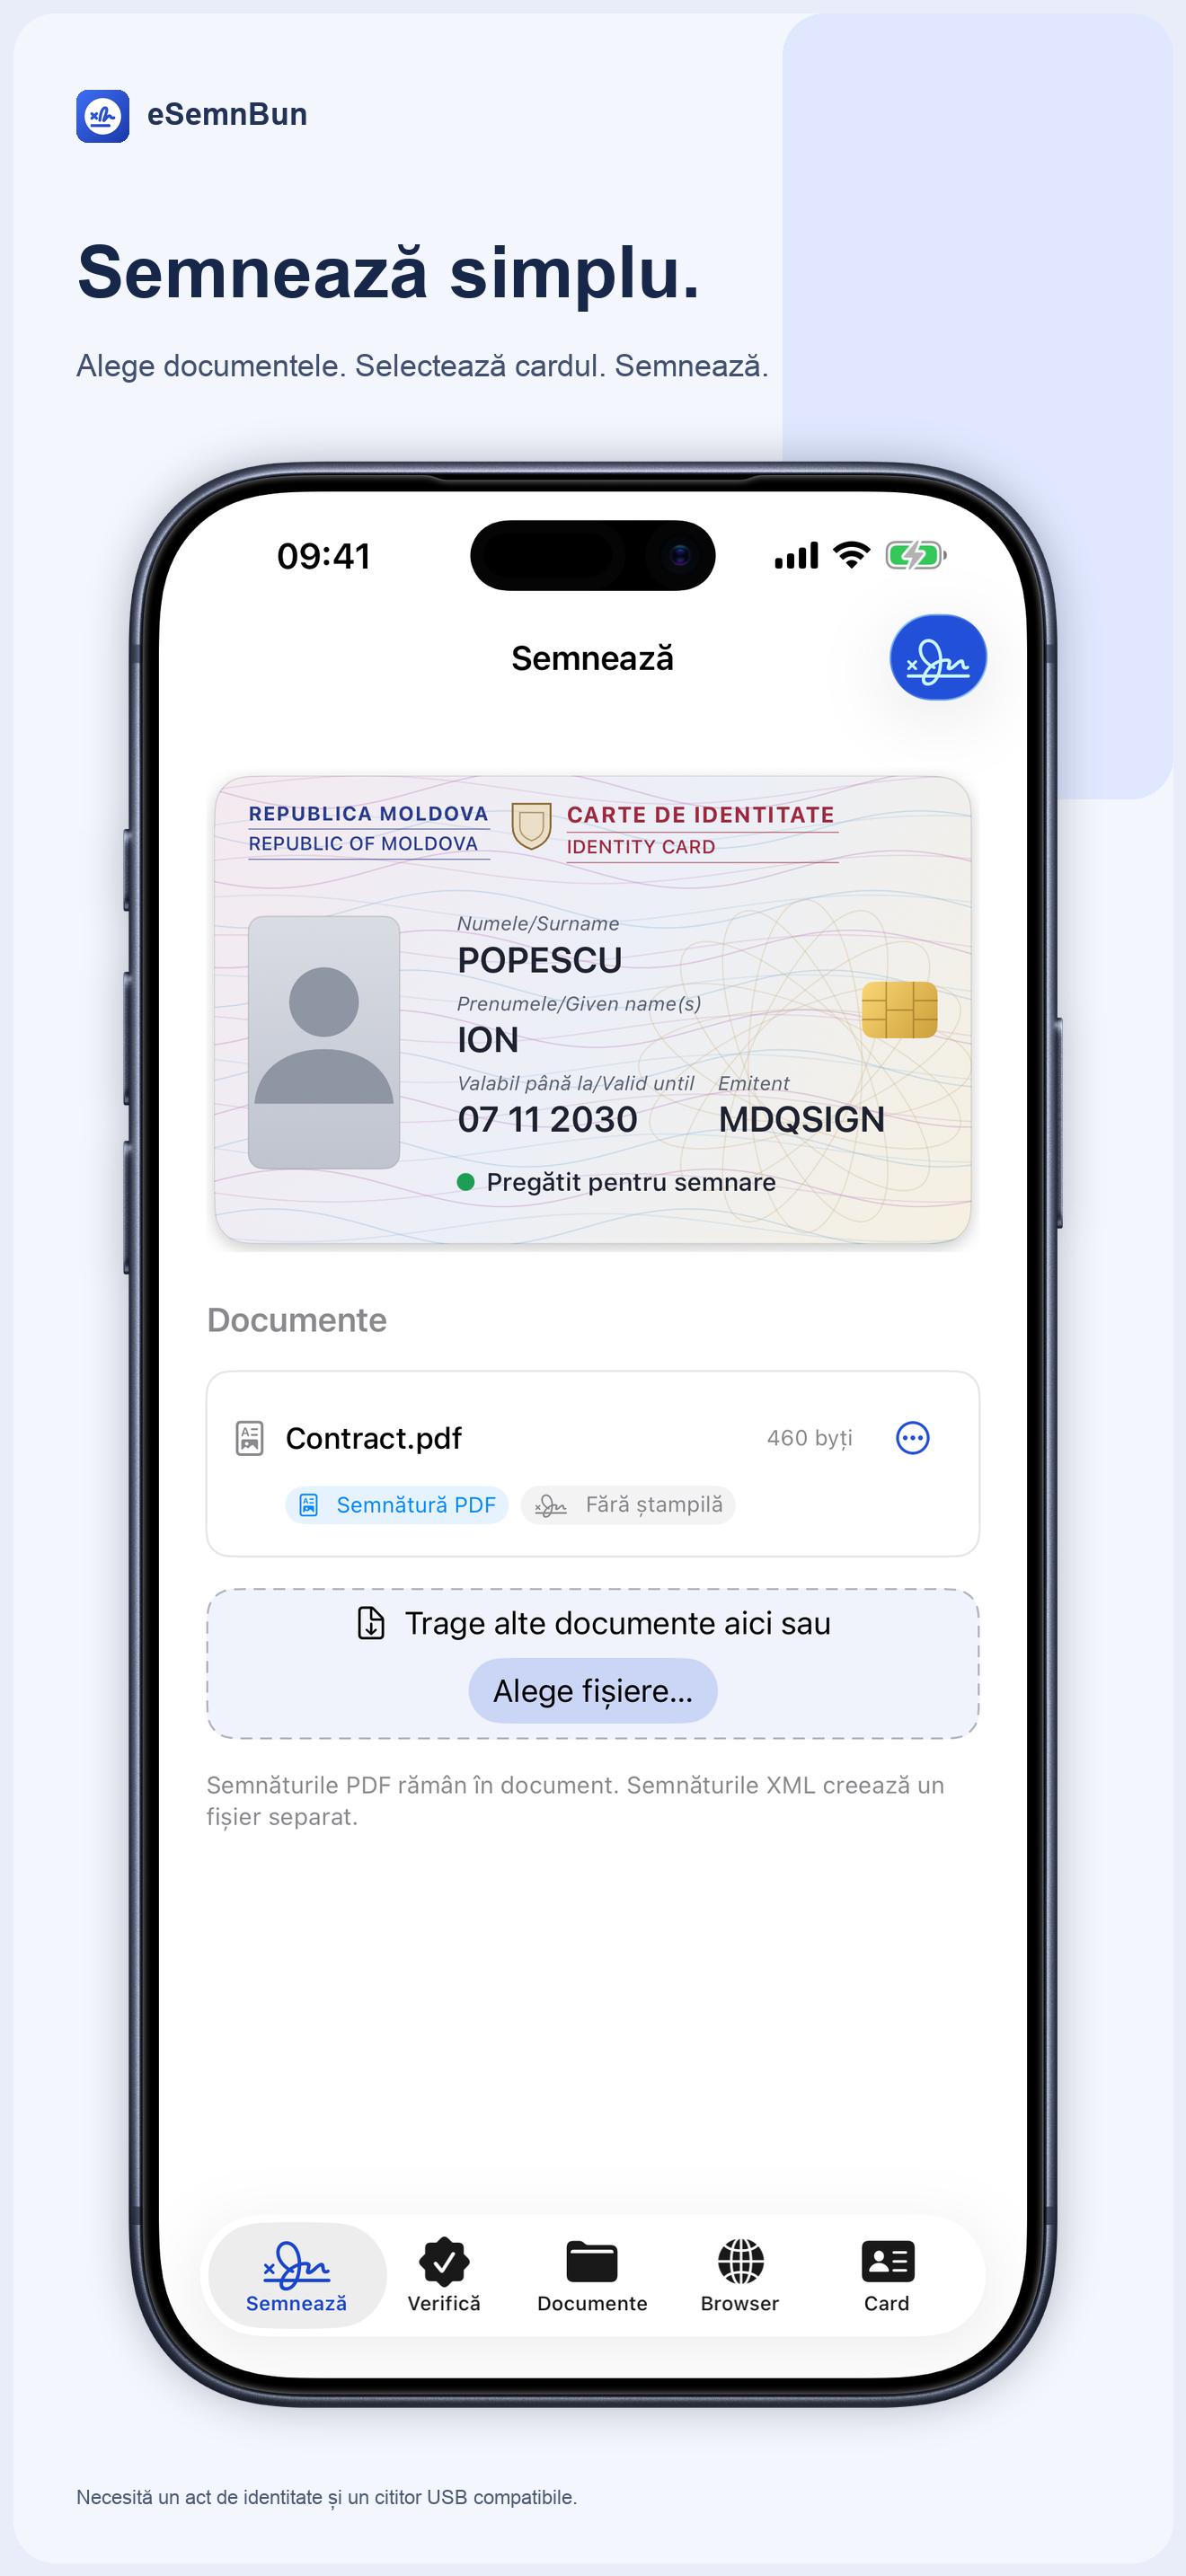 eSemnBun
Semnează simplu.
Alege documentele. Selectează cardul. Semnează.
09:41
Semnează
REPUBLICA MOLDOVA
REPUBLIC OF MOLDOVA
CARTE DE IDENTITATE
IDENTITY CARD
Numele/Surname
POPESCU
Prenumele/Given name(s)
ION
Valabil până la/Valid until Emitent
07 11 2030 MDQSIGN
Pregătit pentru semnare
Documente
Contract.pdf 460 byți
Semnătură PDF Fără ștampilă
Trage alte documente aici sau
Alege fișiere...
Semnăturile PDF rămân în document. Semnăturile XML creează un
fișier separat.
Semnează Verifică Documente Browser Card
Necesită un act de identitate și un cititor USB compatibile.